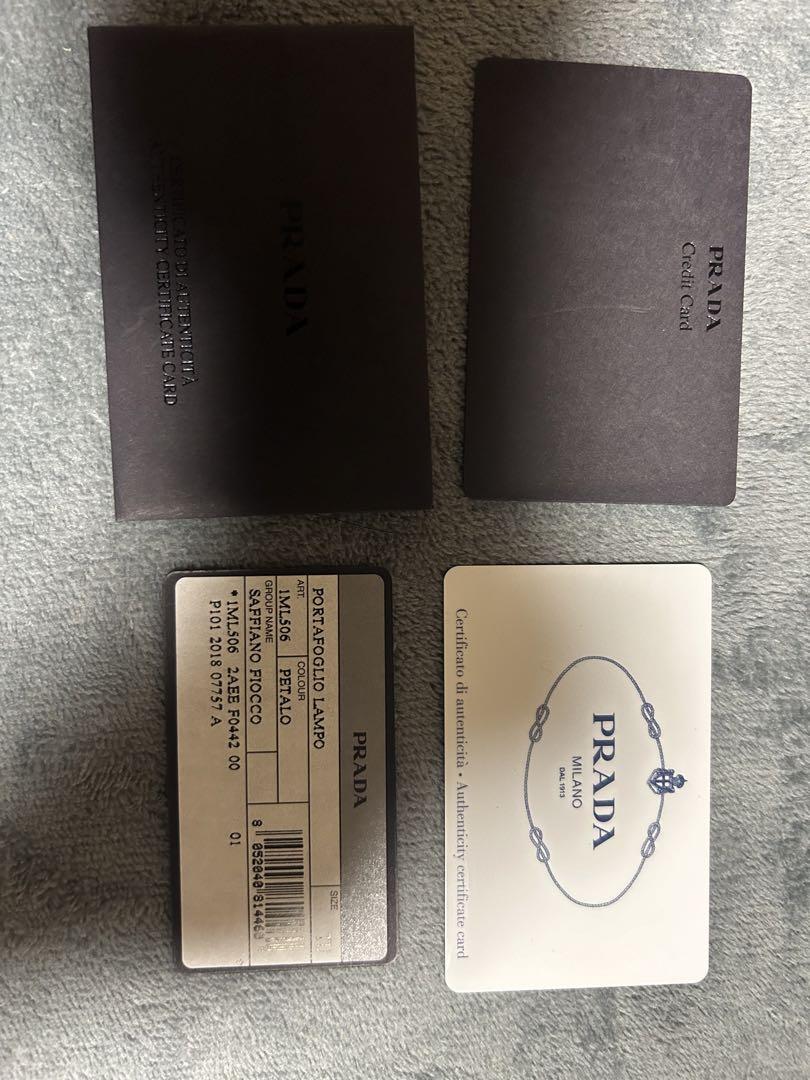 PRADA
CERTIFICATO DI AUTENTICITÀ
AUTHENTICITY CERTIFICATE CARD
PRADA
Credit Card
PRADA
SIZE
PORTAFOGLIO LAMPO
ART.
COLOUR
1ML506
PETALO
GROUP NAME
SAFFIANO FIOCCO
*1ML506 2AEE F0442 00
01
P101 2018 07757 A
PRADA
MILANO
DAL 1913
Certificato di autenticità • Authenticity certificate card